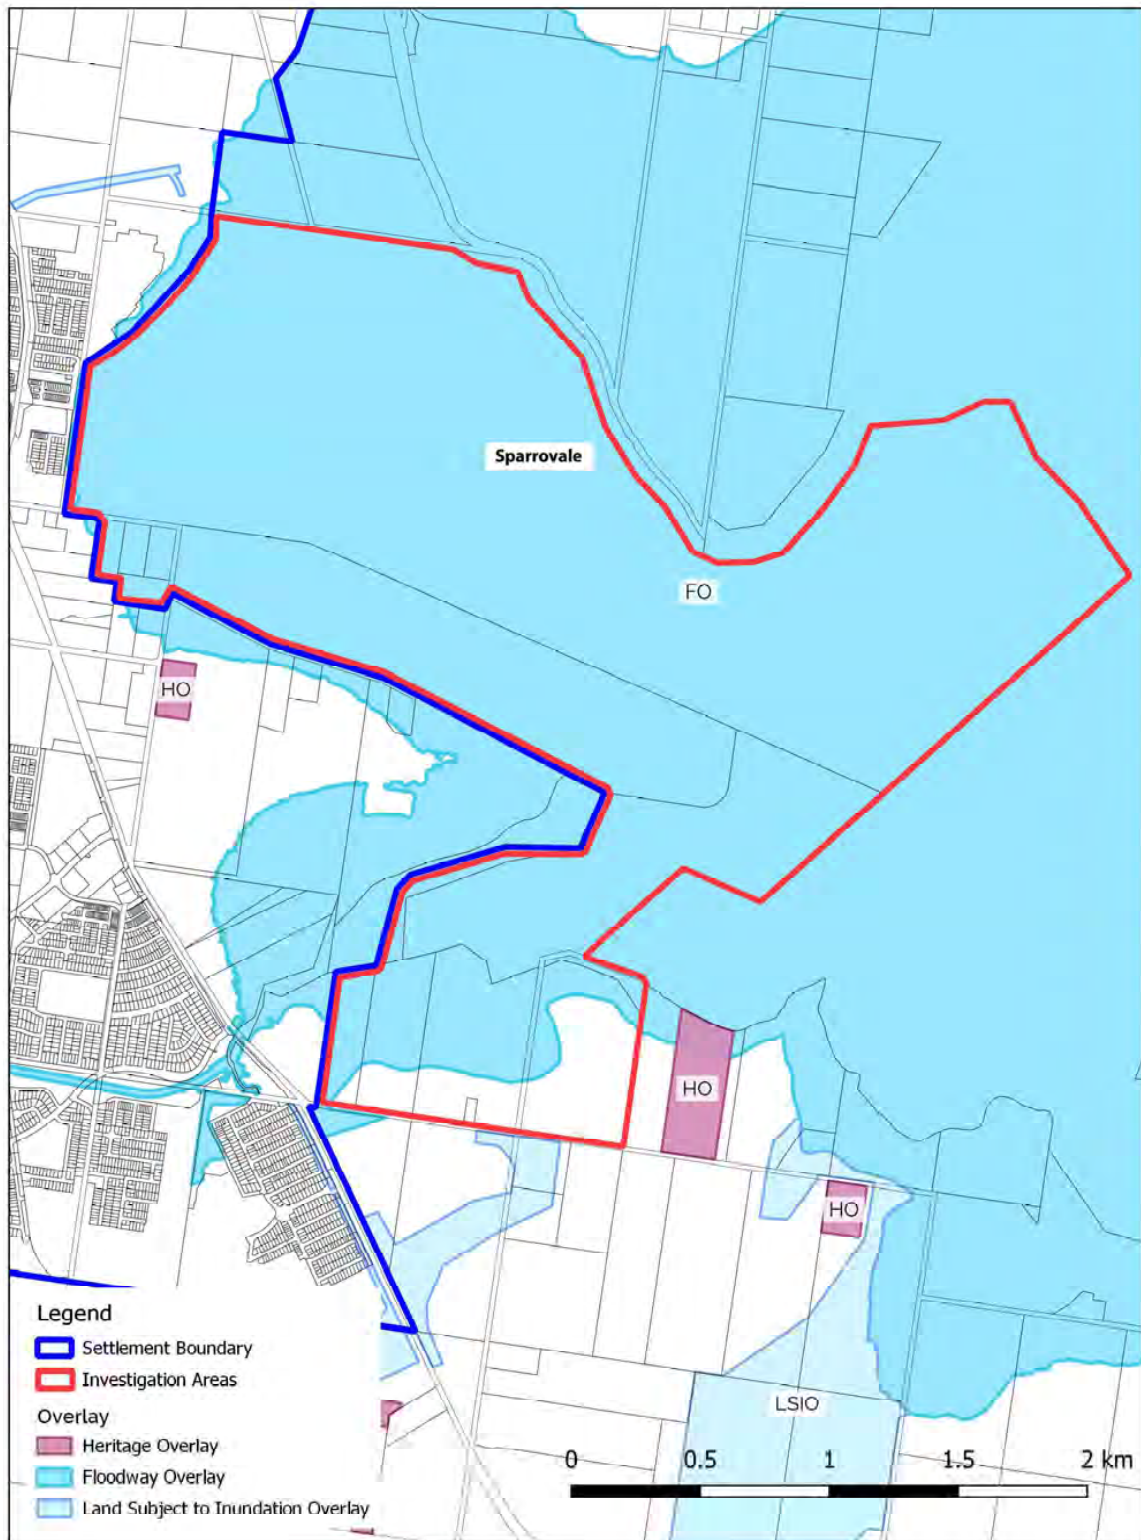 Sparrovale
FO
HO
HO
HO
LSIO
Legend
Settlement Boundary
Investigation Areas
Overlay
Heritage Overlay
Floodway Overlay
Land Subject to Inundation Overlay
0 0.5 1 1.5 2 km